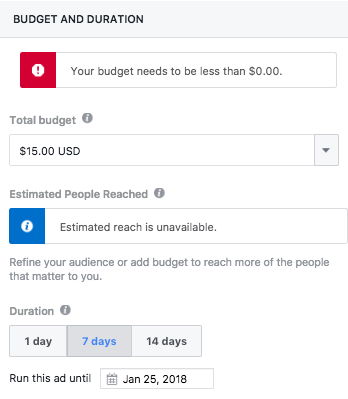 BUDGET AND DURATION
Your budget needs to be less than $0.00.
Total budget
$15.00 USD
Estimated People Reached
Estimated reach is unavailable.
Refine your audience or add budget to reach more of the people
that matter to you.
Duration
1 day 7 days 14 days
Run this ad until Jan 25, 2018